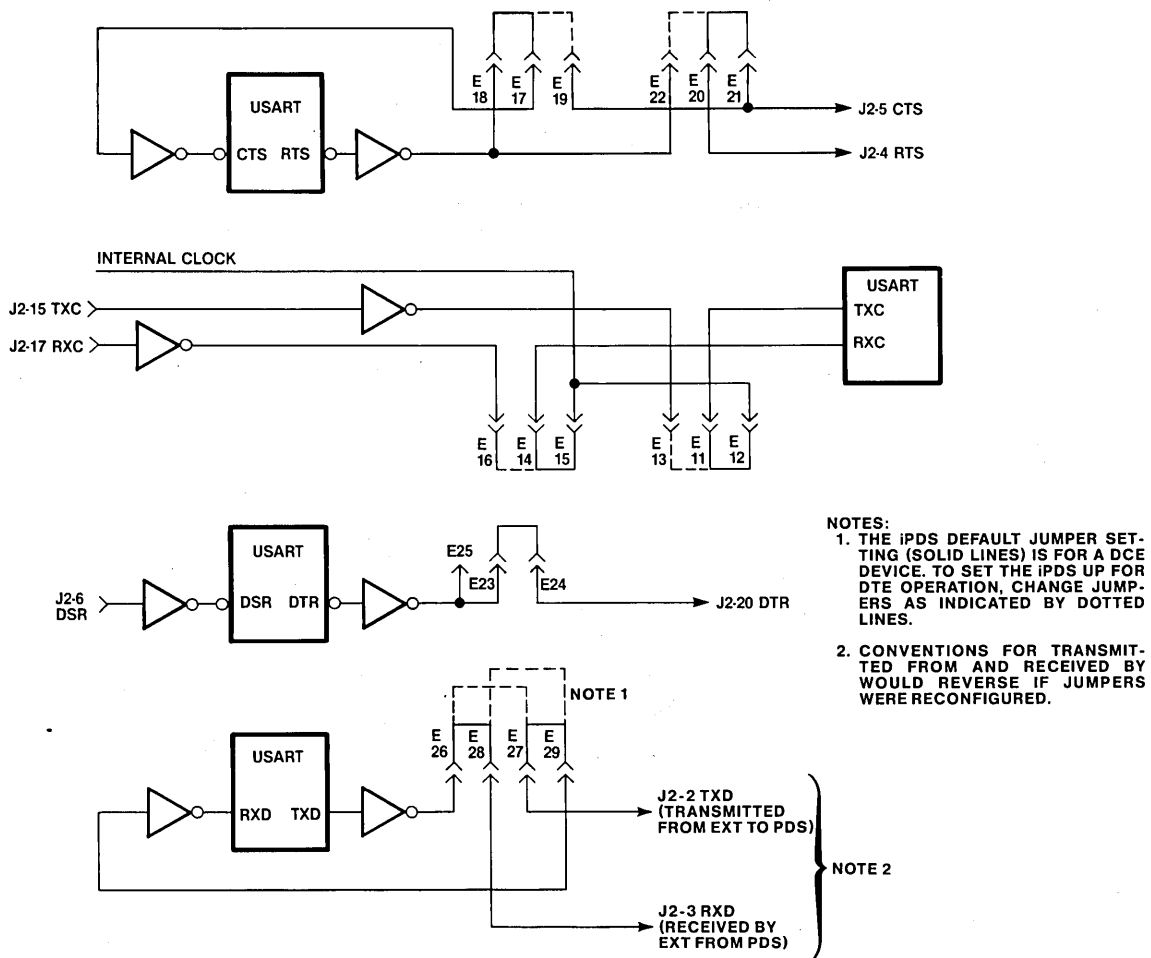 E
18
E
17
E
19
E
22
E
20
E
21
USART
CTS RTS
J2-5 CTS
J2-4 RTS
INTERNAL CLOCK
J2-15 TXC
J2-17 RXC
USART
TXC
RXC
E
16
E
14
E
15
E
13
E
11
E
12
J2-6
DSR
USART
DSR DTR
E25
E23
E24
J2-20 DTR
NOTES:
1. THE iPDS DEFAULT JUMPER SET-
TING (SOLID LINES) IS FOR A DCE
DEVICE. TO SET THE iPDS UP FOR
DTE OPERATION, CHANGE JUMP-
ERS AS INDICATED BY DOTTED
LINES.
2. CONVENTIONS FOR TRANSMIT-
TED FROM AND RECEIVED BY
WOULD REVERSE IF JUMPERS
WERE RECONFIGURED.
NOTE 1
E
26
E
28
E
27
E
29
USART
RXD TXD
J2-2 TXD
(TRANSMITTED
FROM EXT TO PDS)
NOTE 2
J2-3 RXD
(RECEIVED BY
EXT FROM PDS)